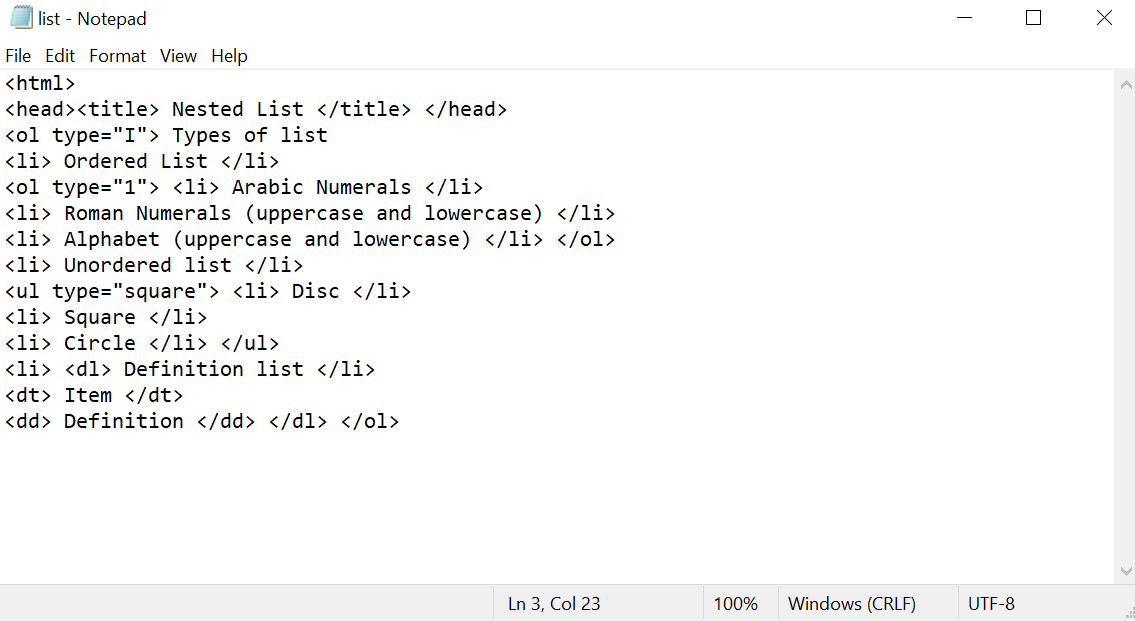 list - Notepad
File Edit Format View Help
<html>
<head><title> Nested List </title> </head>
<ol type="I"> Types of list
<li> Ordered List </li>
<ol type="1"> <li> Arabic Numerals </li>
<li> Roman Numerals (uppercase and lowercase) </li>
<li> Alphabet (uppercase and lowercase) </li> </ol>
<li> Unordered list </li>
<ul type="square"> <li> Disc </li>
<li> Square </li>
<li> Circle </li> </ul>
<li> <dl> Definition list </li>
<dt> Item </dt>
<dd> Definition </dd> </dl> </ol>
Ln 3, Col 23 100% Windows (CRLF) UTF-8